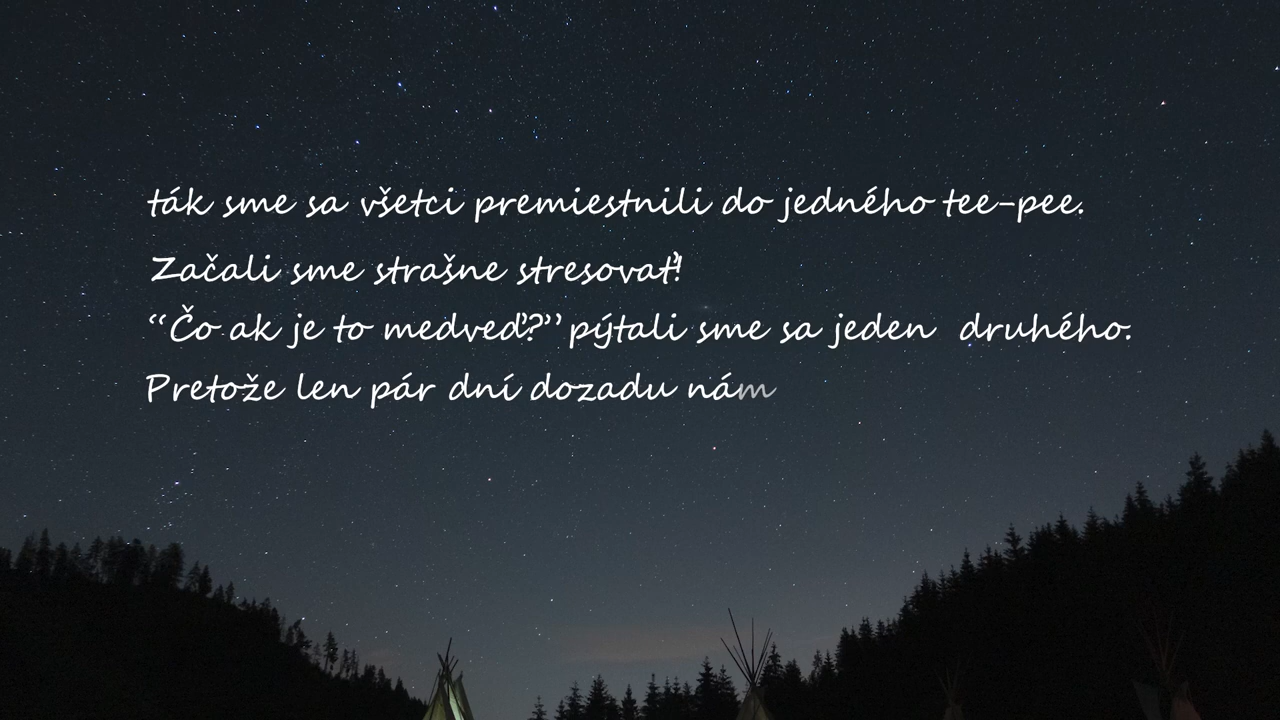 ták sme sa všetci premiestnili do jedného tee-pee.
Začali sme strašne stresovať!
“Čo ak je to medveď?” pýtali sme sa jeden druhého.
Pretože len pár dní dozadu nám